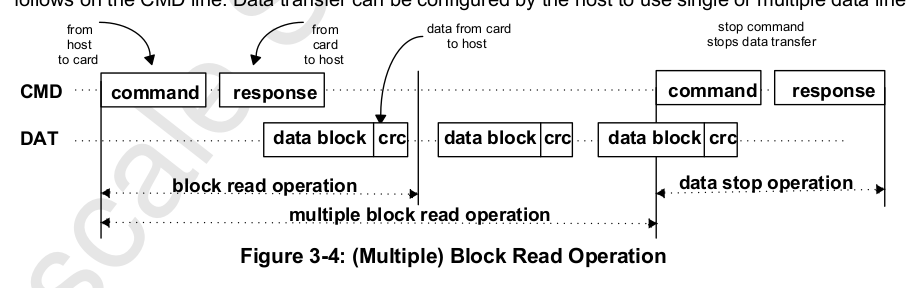 follows on the CMD line. Data transfer can be configured by the host to use single or multiple data line
from
host
to card
from
card
to host
data from card
to host
stop command
stops data transfer
CMD
command
response
command
response
DAT
data block
crc
data block
crc
data block
crc
block read operation
data stop operation
multiple block read operation
Figure 3-4: (Multiple) Block Read Operation
scale